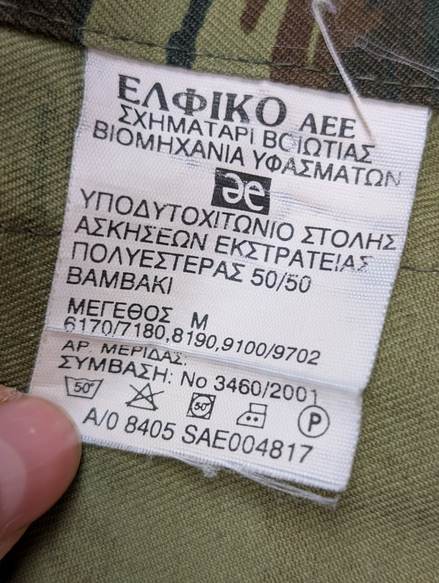 ΕΛΦΙΚΟ ΑΕΕ
ΣΧΗΜΑΤΑΡΙ ΒΟΙΩΤΙΑΣ
ΒΙΟΜΗΧΑΝΙΑ ΥΦΑΣΜΑΤΩΝ
ΥΠΟΔΥΤΟΧΙΤΩΝΙΟ ΣΤΟΛΗΣ
ΑΣΚΗΣΕΩΝ ΕΚΣΤΡΑΤΕΙΑΣ
ΠΟΛΥΕΣΤΕΡΑΣ 50/50
ΒΑΜΒΑΚΙ
ΜΕΓΕΘΟΣ Μ
6170/7180,8190,9100/9702
ΑΡ. ΜΕΡΙΔΑΣ:
ΣΥΜΒΑΣΗ: Νο 3460/2001
50° 50° P
A/0 8405 SAE004817